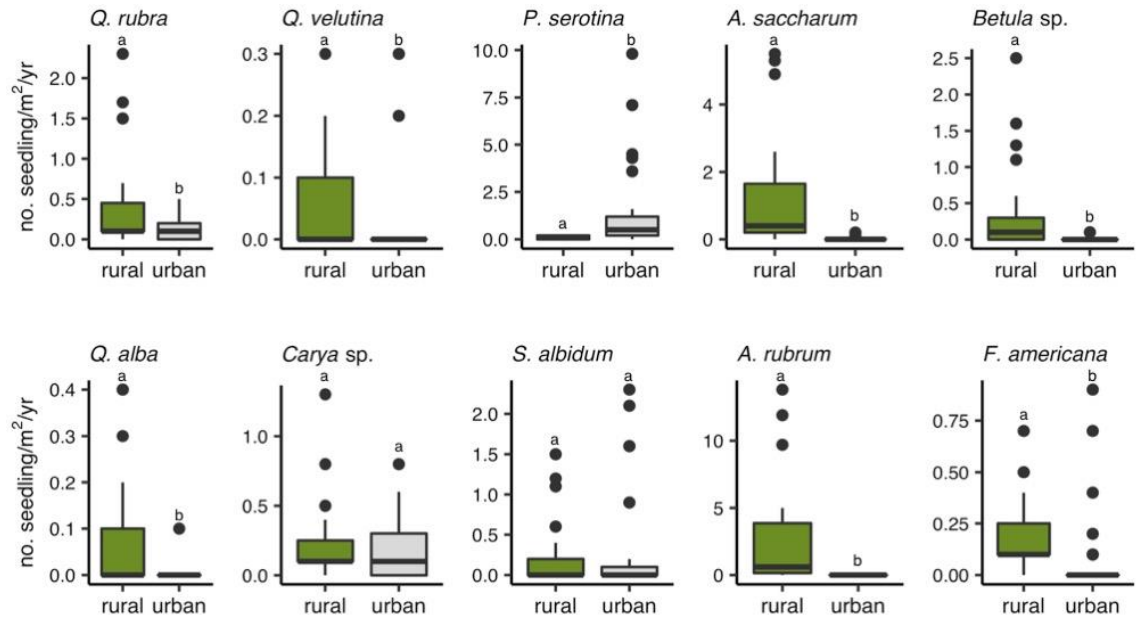 Q. rubra Q. velutina P. serotina A. saccharum Betula sp.
no. seedling/m²/yr
a b
2.0
1.5
1.0
0.5
0.0
rural urban
a b
0.3
0.2
0.1
0.0
rural urban
a b
10.0
7.5
5.0
2.5
0.0
rural urban
a b
4
2
0
rural urban
a b
2.5
2.0
1.5
1.0
0.5
0.0
rural urban
Q. alba Carya sp. S. albidum A. rubrum F. americana
no. seedling/m²/yr
a b
0.4
0.3
0.2
0.1
0.0
rural urban
a a
1.0
0.5
0.0
rural urban
a a
2.0
1.5
1.0
0.5
0.0
rural urban
a b
10
5
0
rural urban
a b
0.75
0.50
0.25
0.00
rural urban